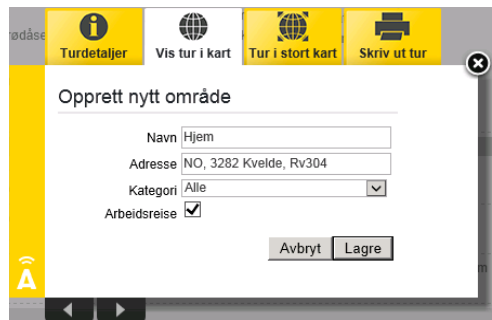 rødåse
Turdetaljer
Vis tur i kart
Tur i stort kart
Skriv ut tur
Opprett nytt område
Navn Hjem
Adresse NO, 3282 Kvelde, Rv304
Kategori Alle
Arbeidsreise
Avbryt Lagre
A
m